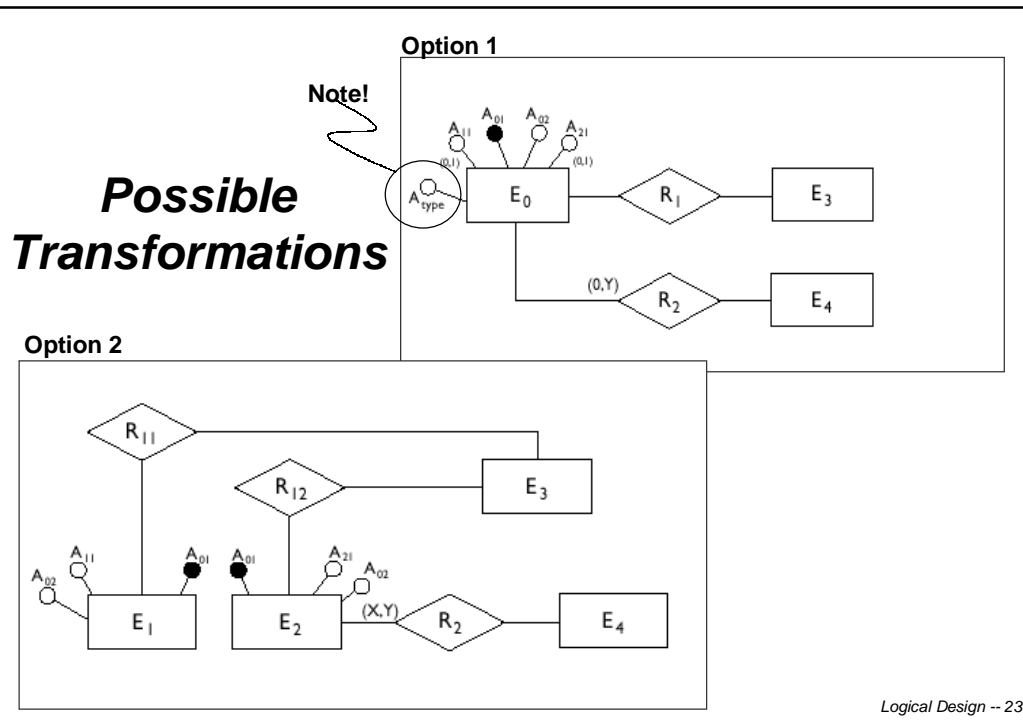 Option 1
Note!
A₁₁ A₀₁ A₀₂ A₂₁
(0,1) (0,1)
A_type E₀ R₁ E₃
Possible
Transformations
(0,Y) R₂ E₄
Option 2
R₁₁
R₁₂ E₃
A₀₂ A₁₁ A₀₁ A₀₁ A₂₁ A₀₂
E₁ E₂ (X,Y) R₂ E₄
Logical Design -- 23